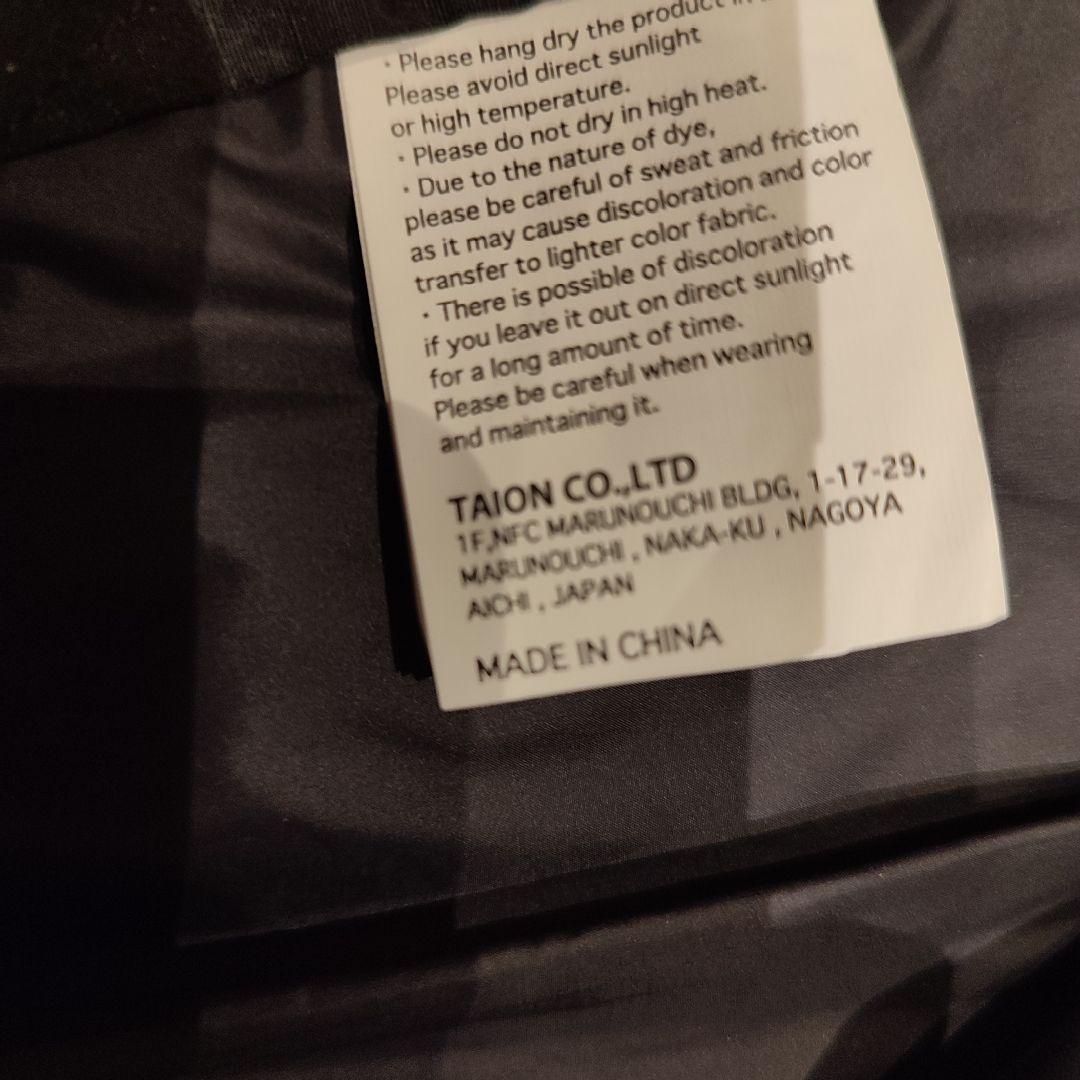 · Please hang dry the product in
Please avoid direct sunlight
or high temperature.
· Please do not dry in high heat.
· Due to the nature of dye,
please be careful of sweat and friction
as it may cause discoloration and color
transfer to lighter color fabric.
· There is possible of discoloration
if you leave it out on direct sunlight
for a long amount of time.
Please be careful when wearing
and maintaining it.
TAION CO.,LTD
1F,NFC MARUNOUCHI BLDG, 1-17-29,
MARUNOUCHI , NAKA-KU , NAGOYA
AICHI , JAPAN
MADE IN CHINA